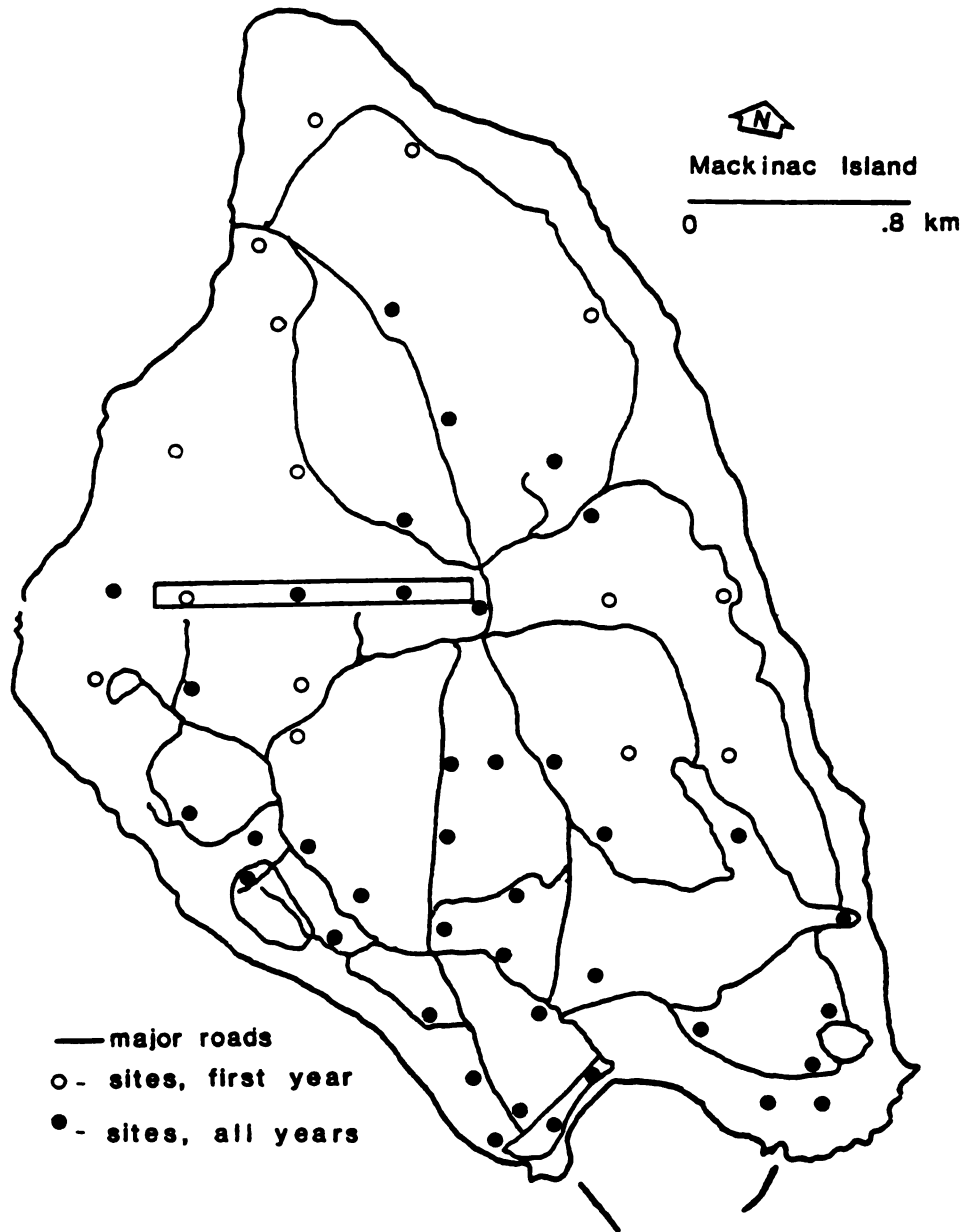 N
Mackinac Island
0 .8 km
major roads
- sites, first year
- sites, all years